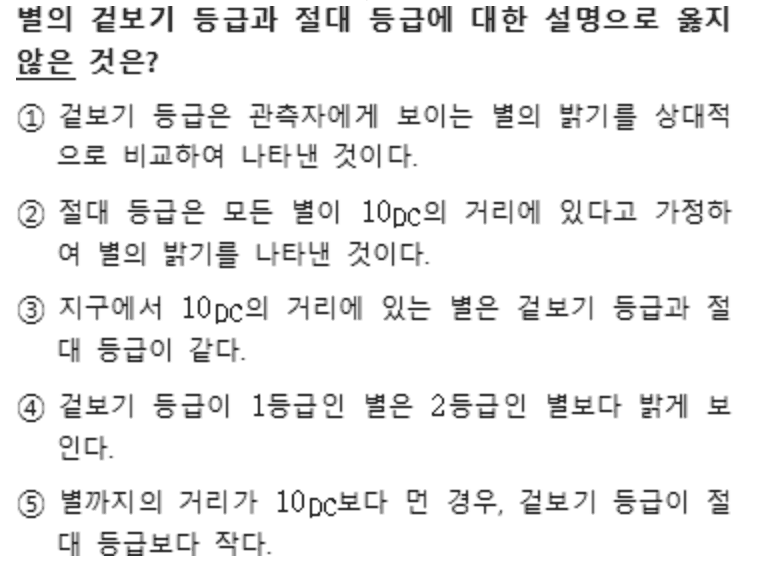 별의 겉보기 등급과 절대 등급에 대한 설명으로 옳지
않은 것은?
① 겉보기 등급은 관측자에게 보이는 별의 밝기를 상대적
으로 비교하여 나타낸 것이다.
② 절대 등급은 모든 별이 10pc의 거리에 있다고 가정하
여 별의 밝기를 나타낸 것이다.
③ 지구에서 10pc의 거리에 있는 별은 겉보기 등급과 절
대 등급이 같다.
④ 겉보기 등급이 1등급인 별은 2등급인 별보다 밝게 보
인다.
⑤ 별까지의 거리가 10pc보다 먼 경우, 겉보기 등급이 절
대 등급보다 작다.